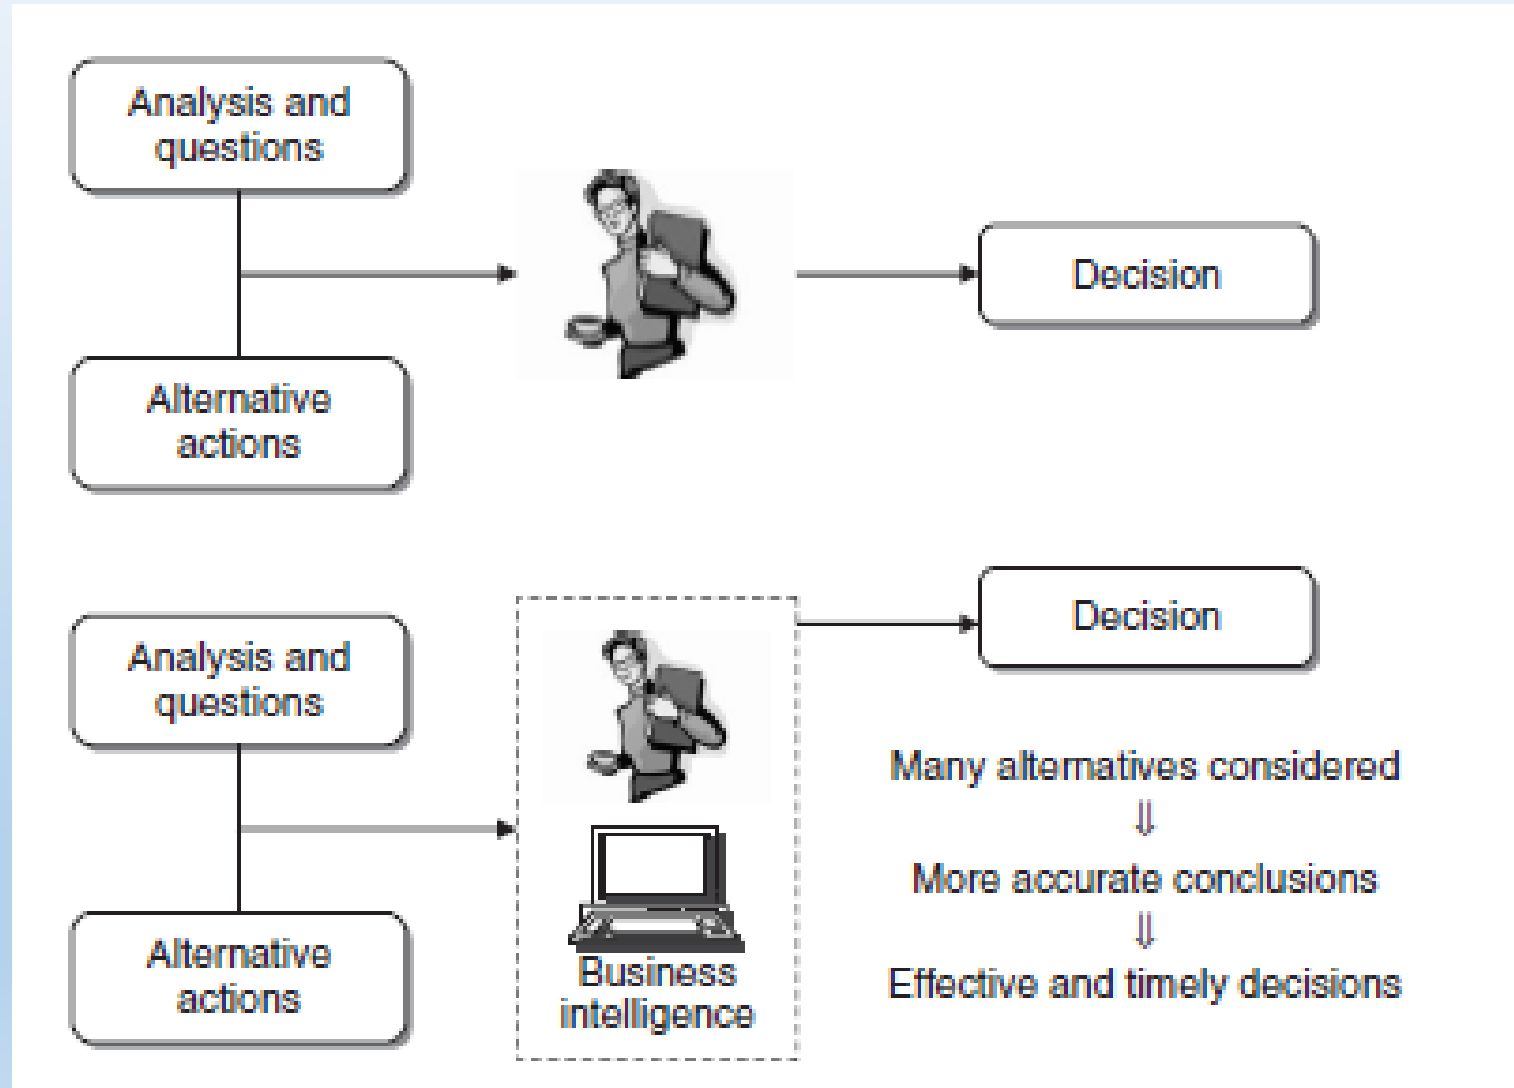 Analysis and
questions
Alternative
actions
Decision
Analysis and
questions
Alternative
actions
Business
intelligence
Decision
Many alternatives considered
⇓
More accurate conclusions
⇓
Effective and timely decisions